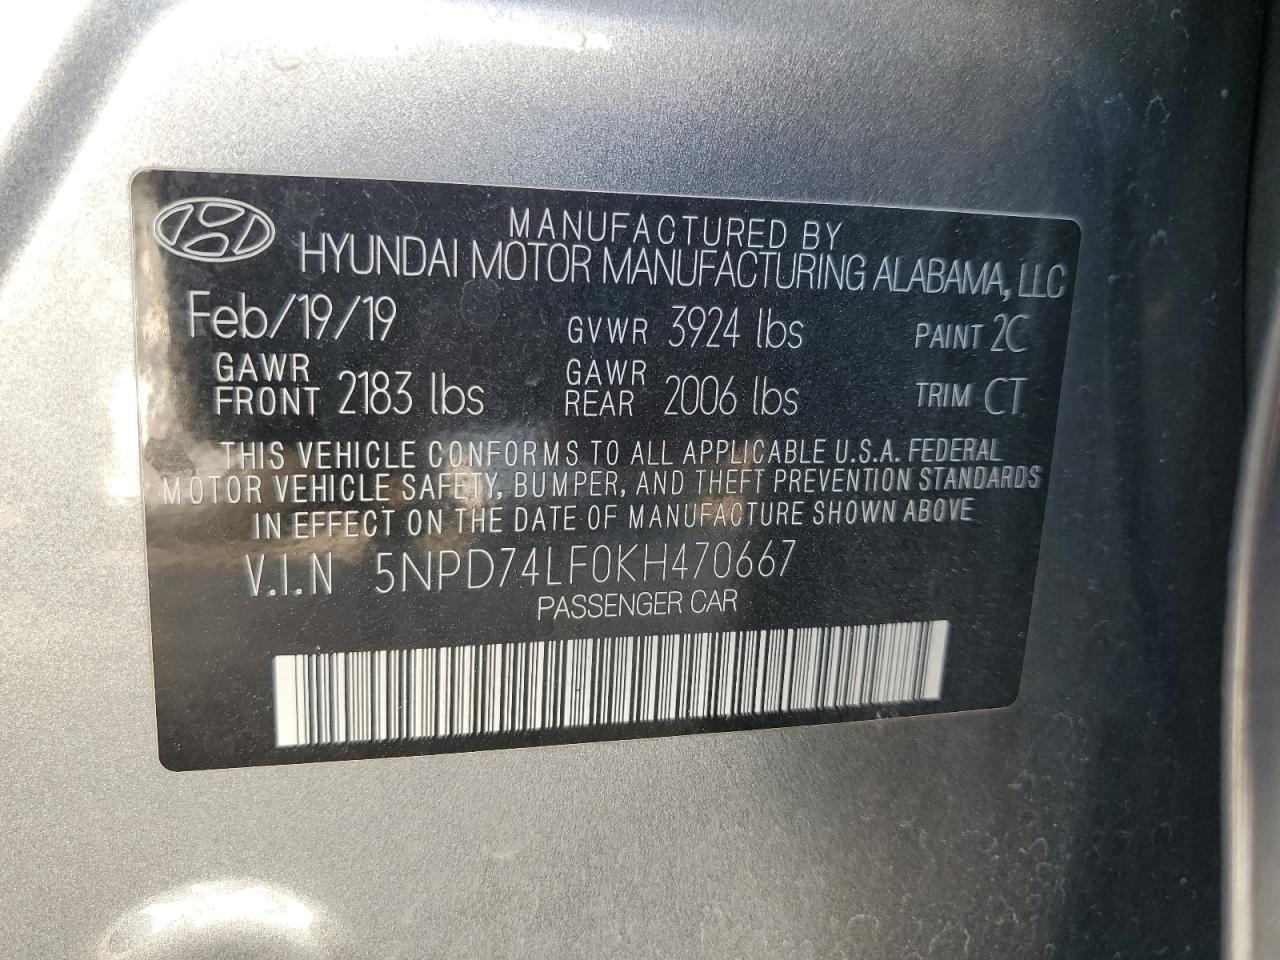 MANUFACTURED BY
HYUNDAI MOTOR MANUFACTURING ALABAMA, LLC
Feb/19/19 GVWR 3924 lbs PAINT 2C
GAWR FRONT 2183 lbs GAWR REAR 2006 lbs TRIM CT
THIS VEHICLE CONFORMS TO ALL APPLICABLE U.S.A. FEDERAL
MOTOR VEHICLE SAFETY, BUMPER, AND THEFT PREVENTION STANDARDS
IN EFFECT ON THE DATE OF MANUFACTURE SHOWN ABOVE
V.I.N 5NPD74LF0KH470667
PASSENGER CAR